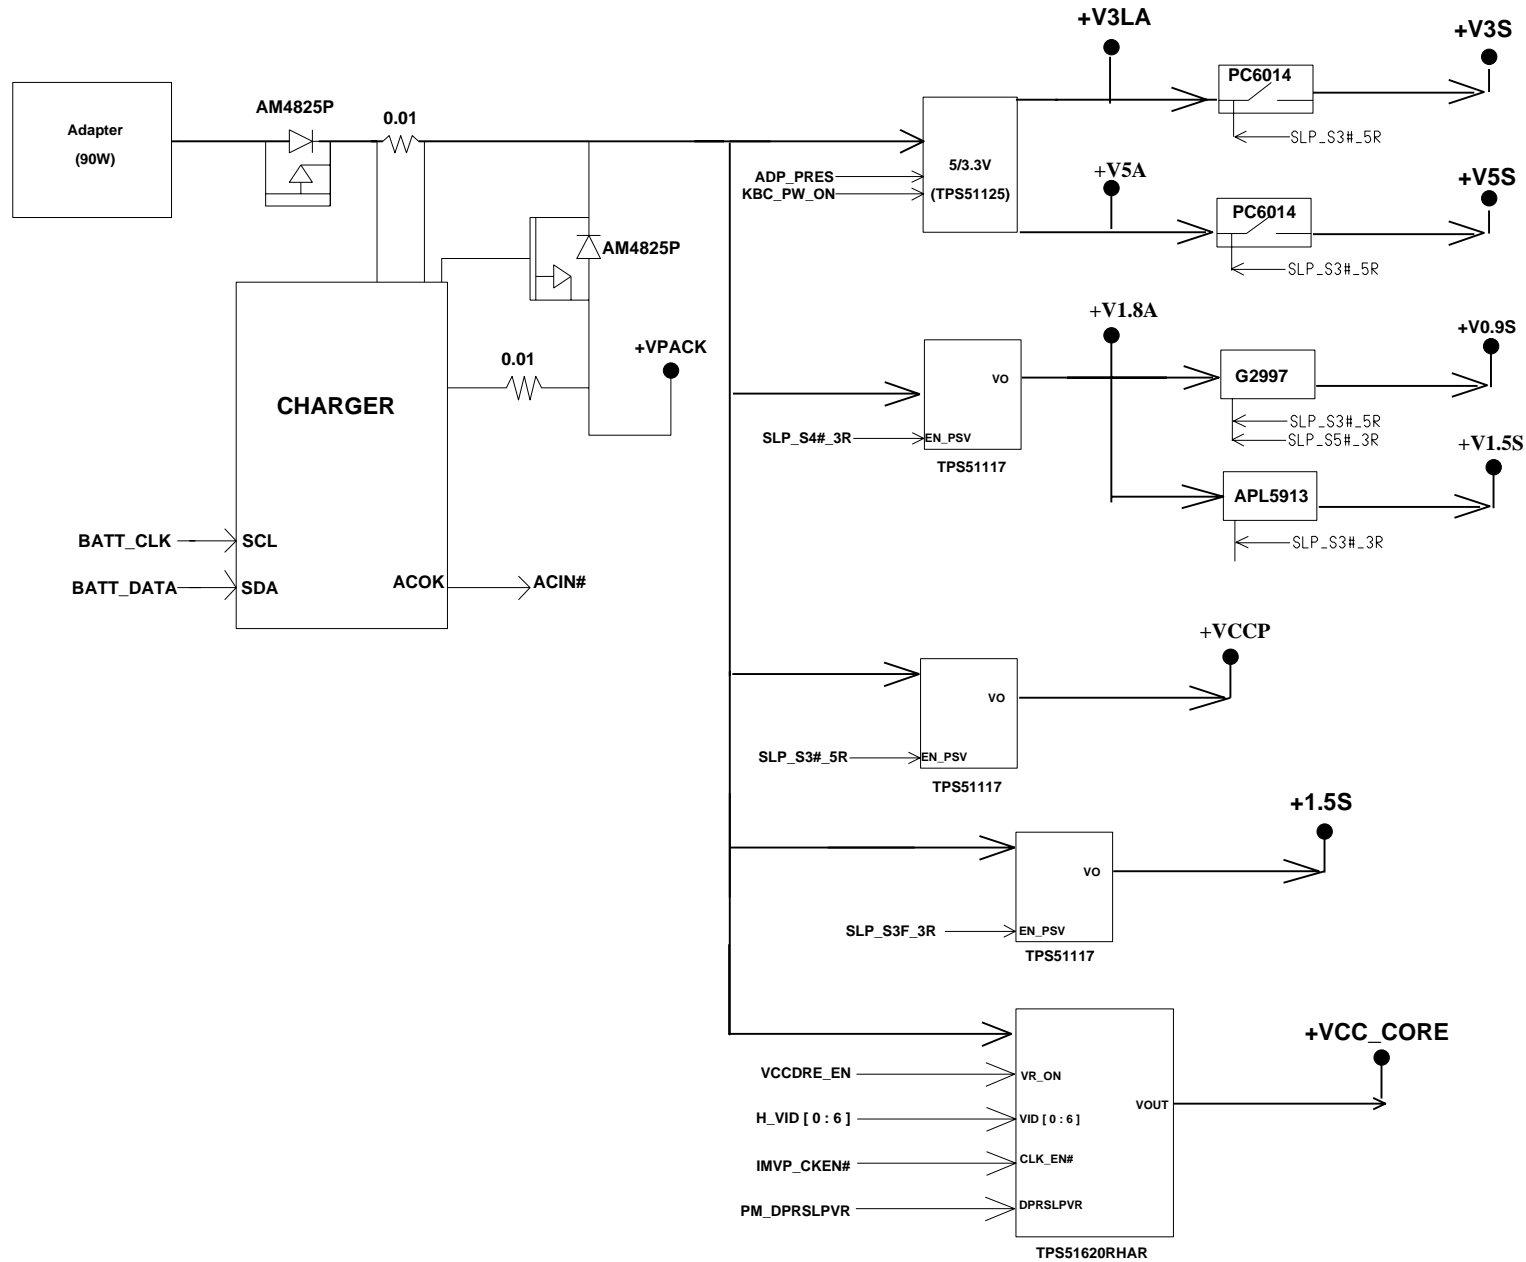 +V3LA
+V3S
PC6014
SLP_S3#_5R
AM4825P
0.01
Adapter
(90W)
5/3.3V
(TPS51125)
ADP_PRES
KBC_PW_ON
+V5A
+V5S
PC6014
SLP_S3#_5R
AM4825P
+V1.8A
+V0.9S
+VPACK
0.01
CHARGER
VO
G2997
SLP_S3#_5R
SLP_S5#_3R
SLP_S4#_3R
EN_PSV
TPS51117
+V1.5S
APL5913
SLP_S3#_3R
BATT_CLK
SCL
BATT_DATA
SDA
ACOK
ACIN#
+VCCP
VO
SLP_S3#_5R
EN_PSV
TPS51117
+1.5S
VO
SLP_S3F_3R
EN_PSV
TPS51117
+VCC_CORE
VCCDRE_EN
VR_ON
VOUT
H_VID [ 0 : 6 ]
VID [ 0 : 6 ]
IMVP_CKEN#
CLK_EN#
PM_DPRSLPVR
DPRSLPVR
TPS51620RHAR